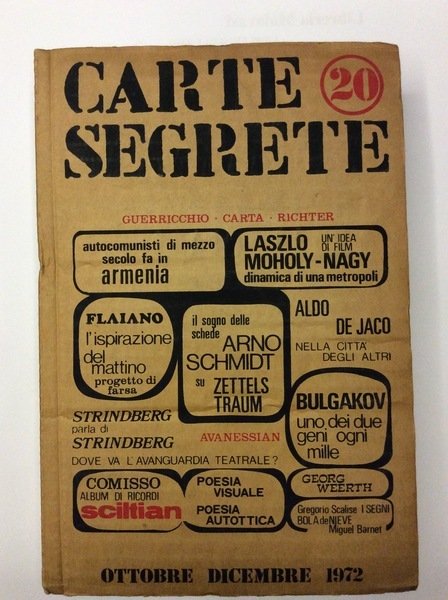 CARTE 20
SEGRETE
GUERRICCHIO · CARTA · RICHTER
autocomunisti di mezzo
secolo fa in
armenia
LASZLO UN'IDEA DI FILM
MOHOLY-NAGY
dinamica di una metropoli
FLAIANO
l'ispirazione
del
mattino
progetto di
farsa
il sogno delle
schede
ARNO
SCHMIDT
su ZETTELS
TRAUM
ALDO
DE JACO
NELLA CITTA'
DEGLI ALTRI
BULGAKOV
uno dei due
geni ogni
mille
STRINDBERG
parla di
STRINDBERG
AVANESSIAN
DOVE VA L'AVANGUARDIA TEATRALE?
COMISSO
ALBUM DI RICORDI
sciltian
POESIA
VISUALE
POESIA
AUTOTTICA
GEORG
WEERTH
Gregorio Scalise I SEGNI
BOLA de NIEVE
Miguel Barnet
OTTOBRE DICEMBRE 1972